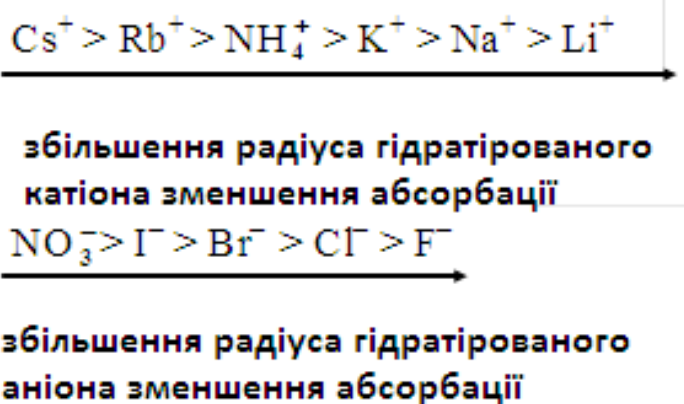 Cs⁺ > Rb⁺ > NH₄⁺ > K⁺ > Na⁺ > Li⁺
збільшення радіуса гідратірованого
катіона зменшення абсорбації
NO₃⁻ > I⁻ > Br⁻ > Cl⁻ > F⁻
збільшення радіуса гідратірованого
аніона зменшення абсорбації